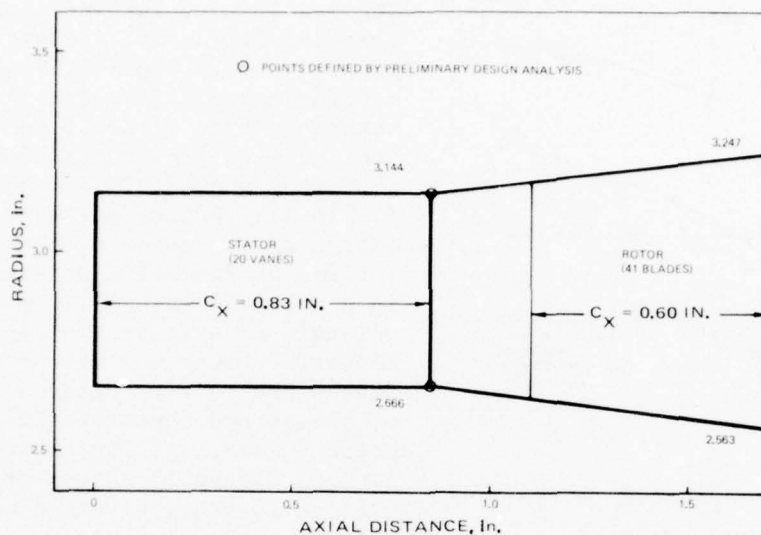 3.5
O POINTS DEFINED BY PRELIMINARY DESIGN ANALYSIS
3.247
3.144
RADIUS, in.
3.0
STATOR
(20 VANES)
ROTOR
(41 BLADES)
CX = 0.83 IN.
CX = 0.60 IN.
2.666
2.563
2.5
0
0.5
1.0
1.5
AXIAL DISTANCE, in.